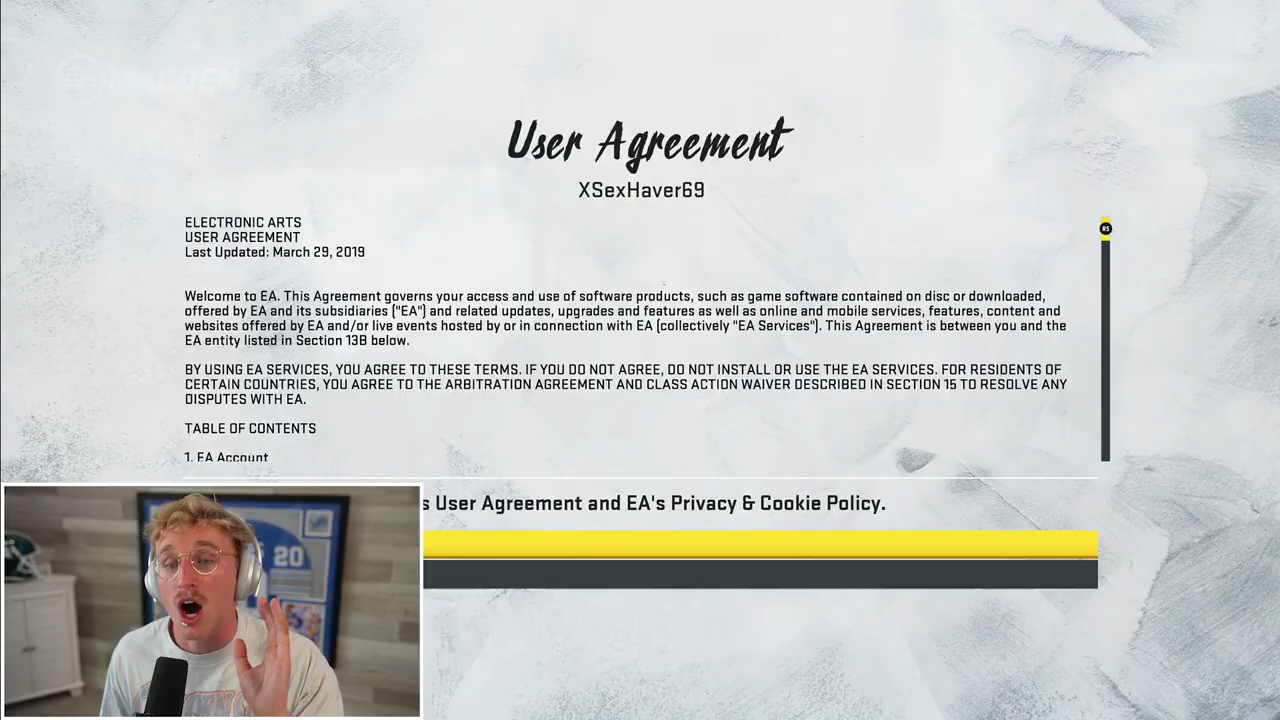 MADDEN
User Agreement
XSexHaver69
ELECTRONIC ARTS
USER AGREEMENT
Last Updated: March 29, 2019
RS
Welcome to EA. This Agreement governs your access and use of software products, such as game software contained on disc or downloaded,
offered by EA and its subsidiaries ("EA") and related updates, upgrades and features as well as online and mobile services, features, content and
websites offered by EA and/or live events hosted by or in connection with EA (collectively "EA Services"). This Agreement is between you and the
EA entity listed in Section 13B below.
BY USING EA SERVICES, YOU AGREE TO THESE TERMS. IF YOU DO NOT AGREE, DO NOT INSTALL OR USE THE EA SERVICES. FOR RESIDENTS OF
CERTAIN COUNTRIES, YOU AGREE TO THE ARBITRATION AGREEMENT AND CLASS ACTION WAIVER DESCRIBED IN SECTION 15 TO RESOLVE ANY
DISPUTES WITH EA.
TABLE OF CONTENTS
1. EA Account
s User Agreement and EA's Privacy & Cookie Policy.
20